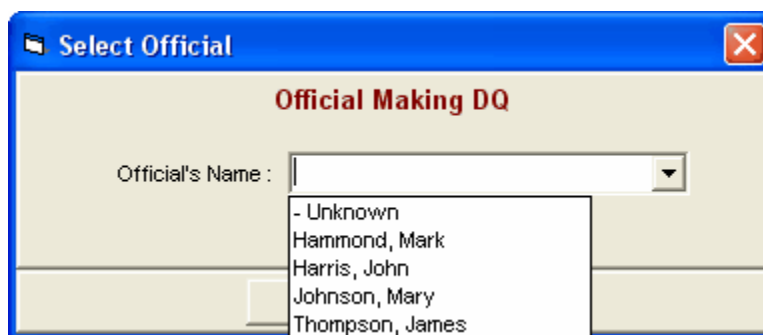 Select Official
Official Making DQ
Official's Name :
- Unknown
Hammond, Mark
Harris, John
Johnson, Mary
Thompson, James